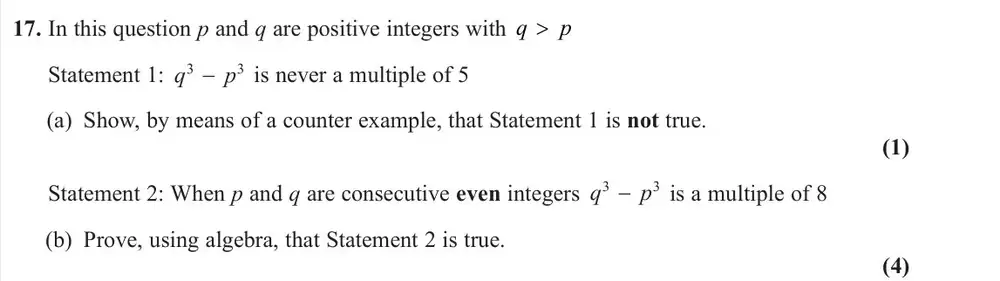 17. In this question p and q are positive integers with q > p
Statement 1: q³ − p³ is never a multiple of 5
(a) Show, by means of a counter example, that Statement 1 is not true.
(1)
Statement 2: When p and q are consecutive even integers q³ − p³ is a multiple of 8
(b) Prove, using algebra, that Statement 2 is true.
(4)